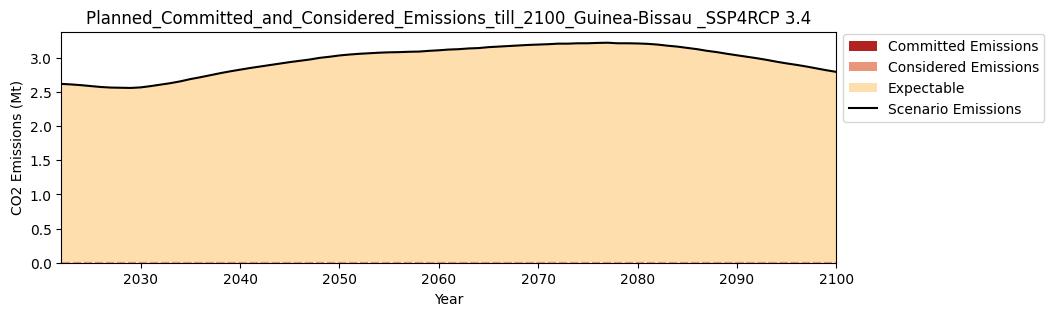 Planned_Committed_and_Considered_Emissions_till_2100_Guinea-Bissau _SSP4RCP 3.4
Committed Emissions
Considered Emissions
Expectable
Scenario Emissions
CO2 Emissions (Mt)
3.0
2.5
2.0
1.5
1.0
0.5
0.0
2030 2040 2050 2060 2070 2080 2090 2100
Year